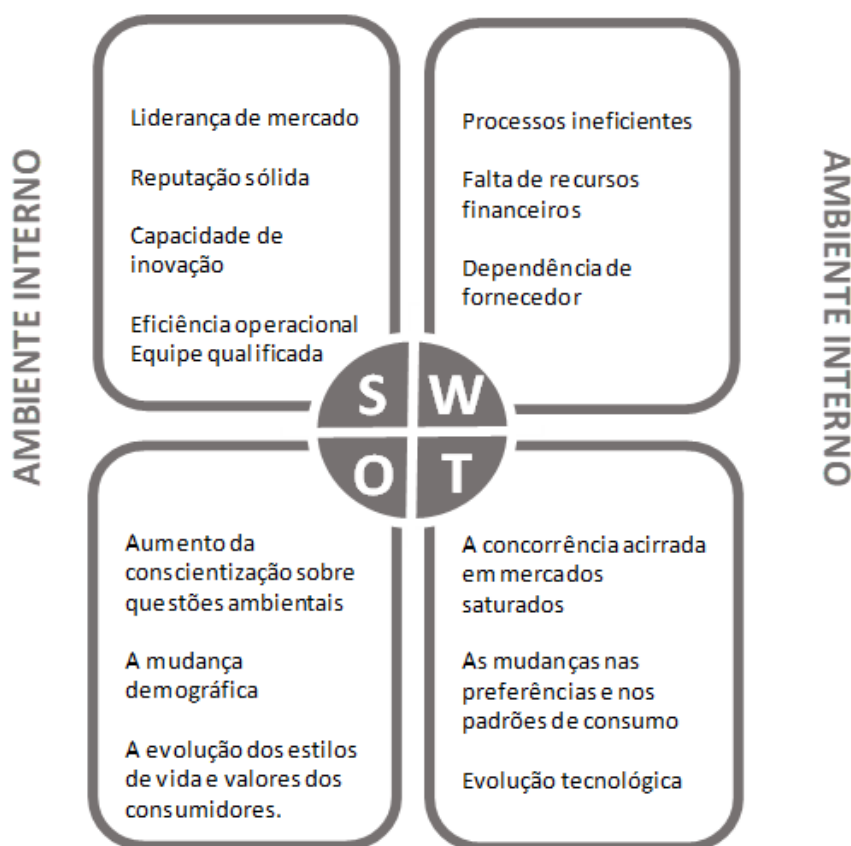 AMBIENTE INTERNO
Liderança de mercado
Reputação sólida
Capacidade de
inovação
Eficiência operacional
Equipe qualificada
Processos ineficientes
Falta de recursos
financeiros
Dependência de
fornecedor
AMBIENTE INTERNO
S W
O T
Aumento da
conscientização sobre
questões ambientais
A mudança
demográfica
A evolução dos estilos
de vida e valores dos
consumidores.
A concorrência acirrada
em mercados
saturados
As mudanças nas
preferências e nos
padrões de consumo
Evolução tecnológica